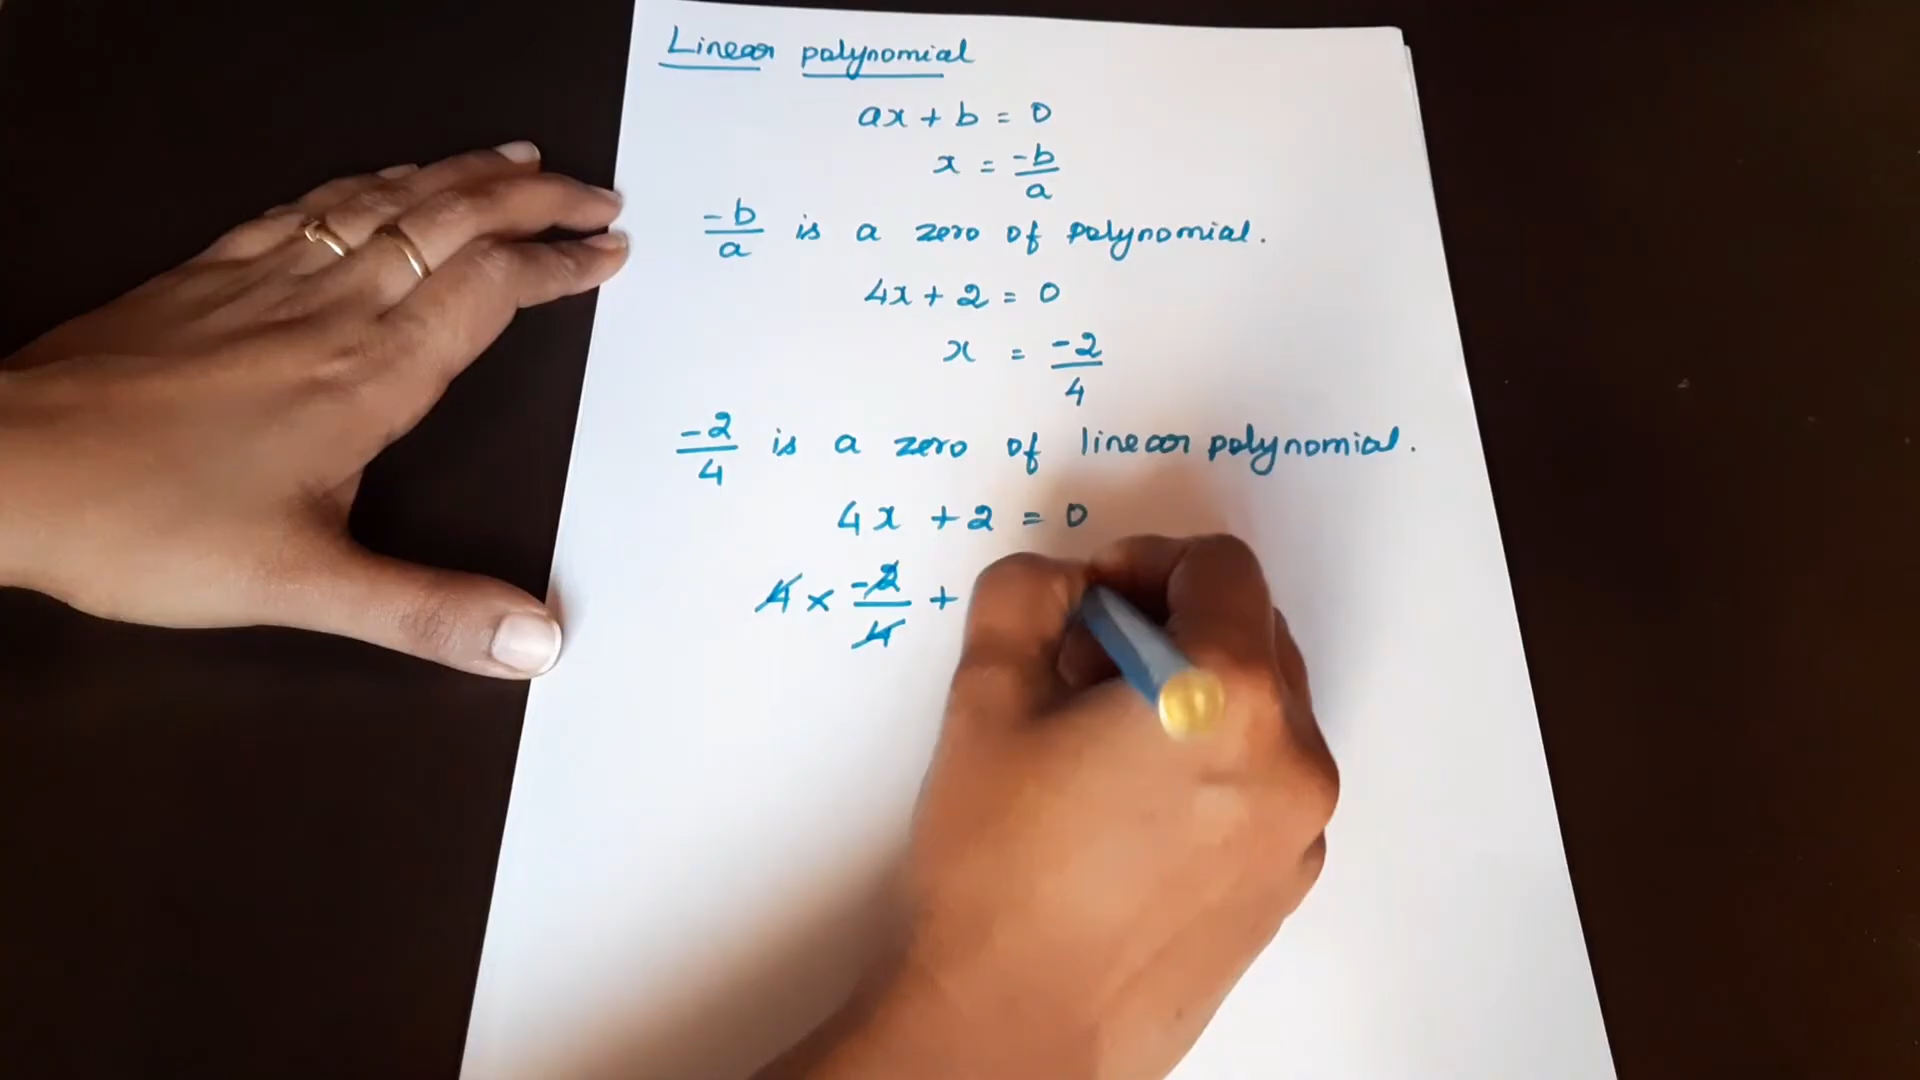 Linear polynomial
ax + b = 0
x = -b/a
-b/a is a zero of polynomial.
4x + 2 = 0
x = -2/4
-2/4 is a zero of linear polynomial.
4x + 2 = 0
4 × -2/4 +